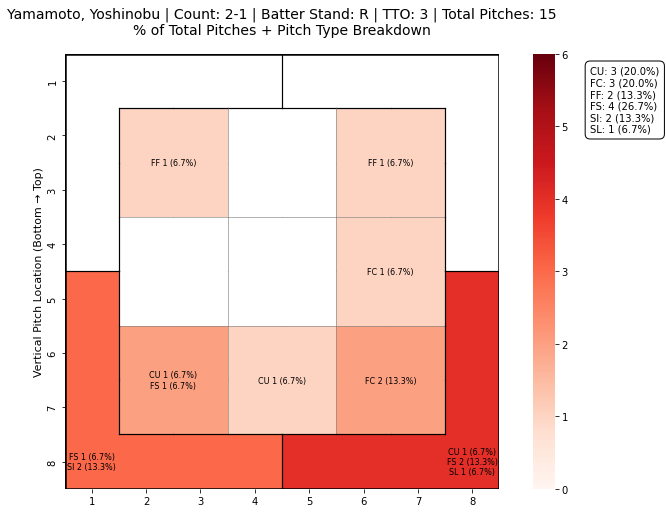 Yamamoto, Yoshinobu | Count: 2-1 | Batter Stand: R | TTO: 3 | Total Pitches: 15
% of Total Pitches + Pitch Type Breakdown
Vertical Pitch Location (Bottom → Top)
1
2
3
4
5
6
7
8
FF 1 (6.7%)
FF 1 (6.7%)
FC 1 (6.7%)
CU 1 (6.7%)
FS 1 (6.7%)
CU 1 (6.7%)
FC 2 (13.3%)
FS 1 (6.7%)
SI 2 (13.3%)
CU 1 (6.7%)
FS 2 (13.3%)
SL 1 (6.7%)
1 2 3 4 5 6 7 8
6
5
4
3
2
1
0
CU: 3 (20.0%)
FC: 3 (20.0%)
FF: 2 (13.3%)
FS: 4 (26.7%)
SI: 2 (13.3%)
SL: 1 (6.7%)